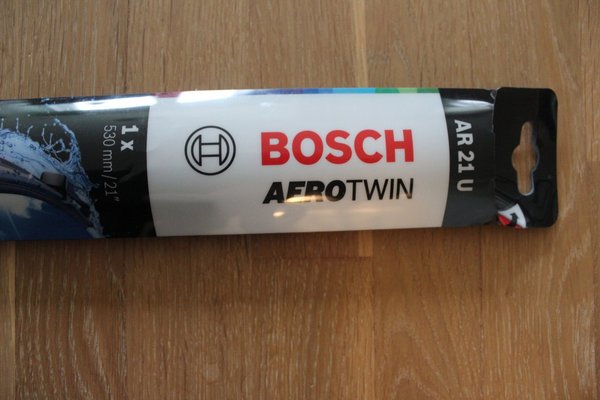 1 x
530 mm / 21"
BOSCH
AEROTWIN
AR 21 U